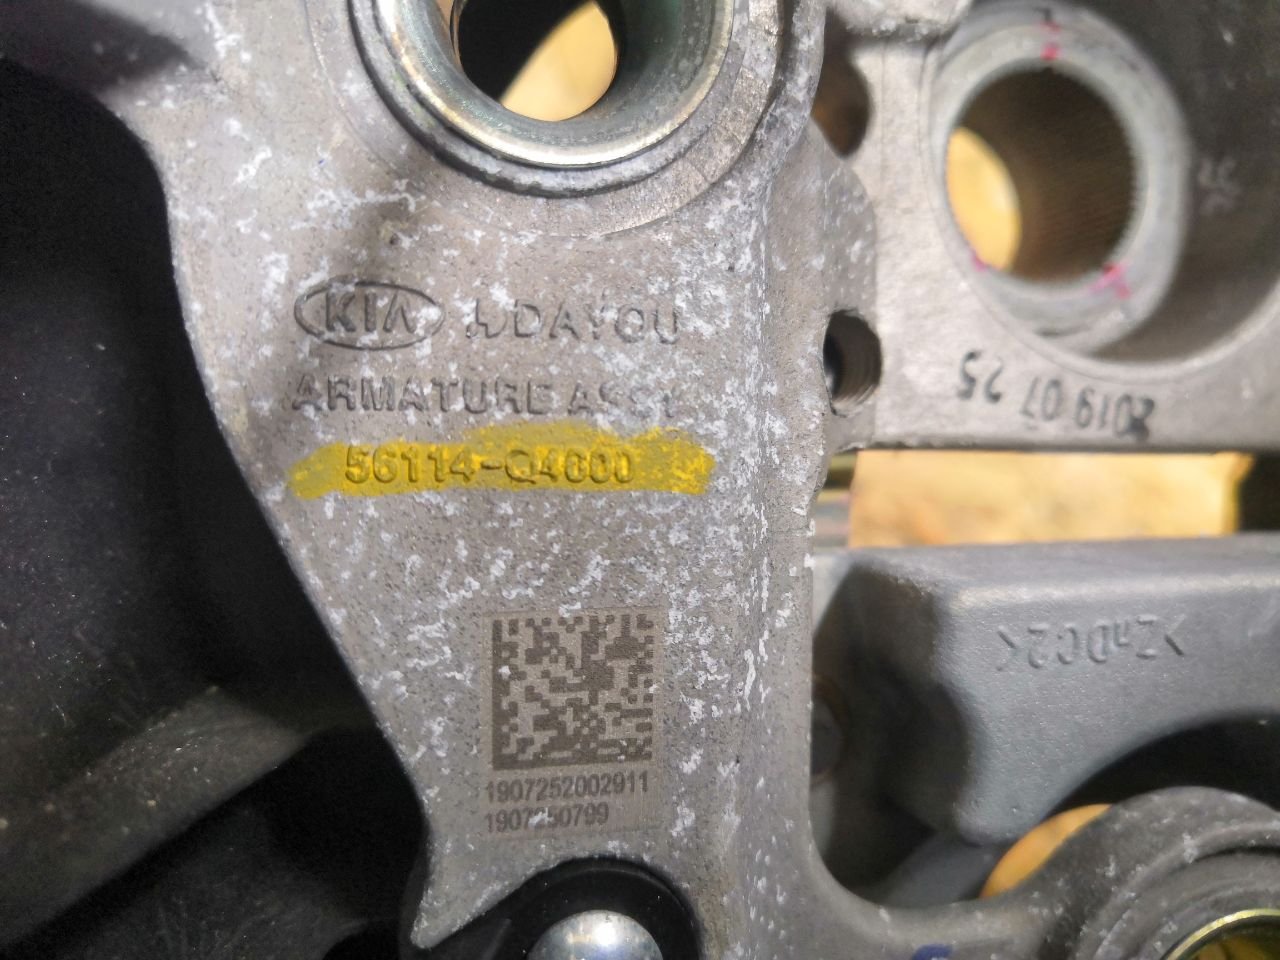 KIA DAYOU
ARMATURE ASSY
56114-Q4000
1907252002911
1907250799
2019 07 25
>ZnDC2<